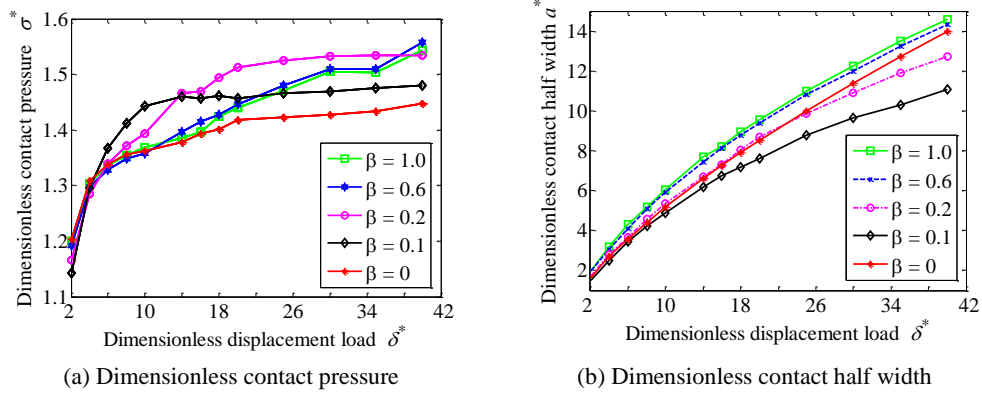 Dimensionless contact pressure σ*
1.6
1.5
1.4
1.3
1.2
1.1
β = 1.0
β = 0.6
β = 0.2
β = 0.1
β = 0
2 10 18 26 34 42
Dimensionless displacement load δ*
(a) Dimensionless contact pressure
Dimensionless contact half width a*
14
12
10
8
6
4
2
β = 1.0
β = 0.6
β = 0.2
β = 0.1
β = 0
2 10 18 26 34 42
Dimensionless displacement load δ*
(b) Dimensionless contact half width